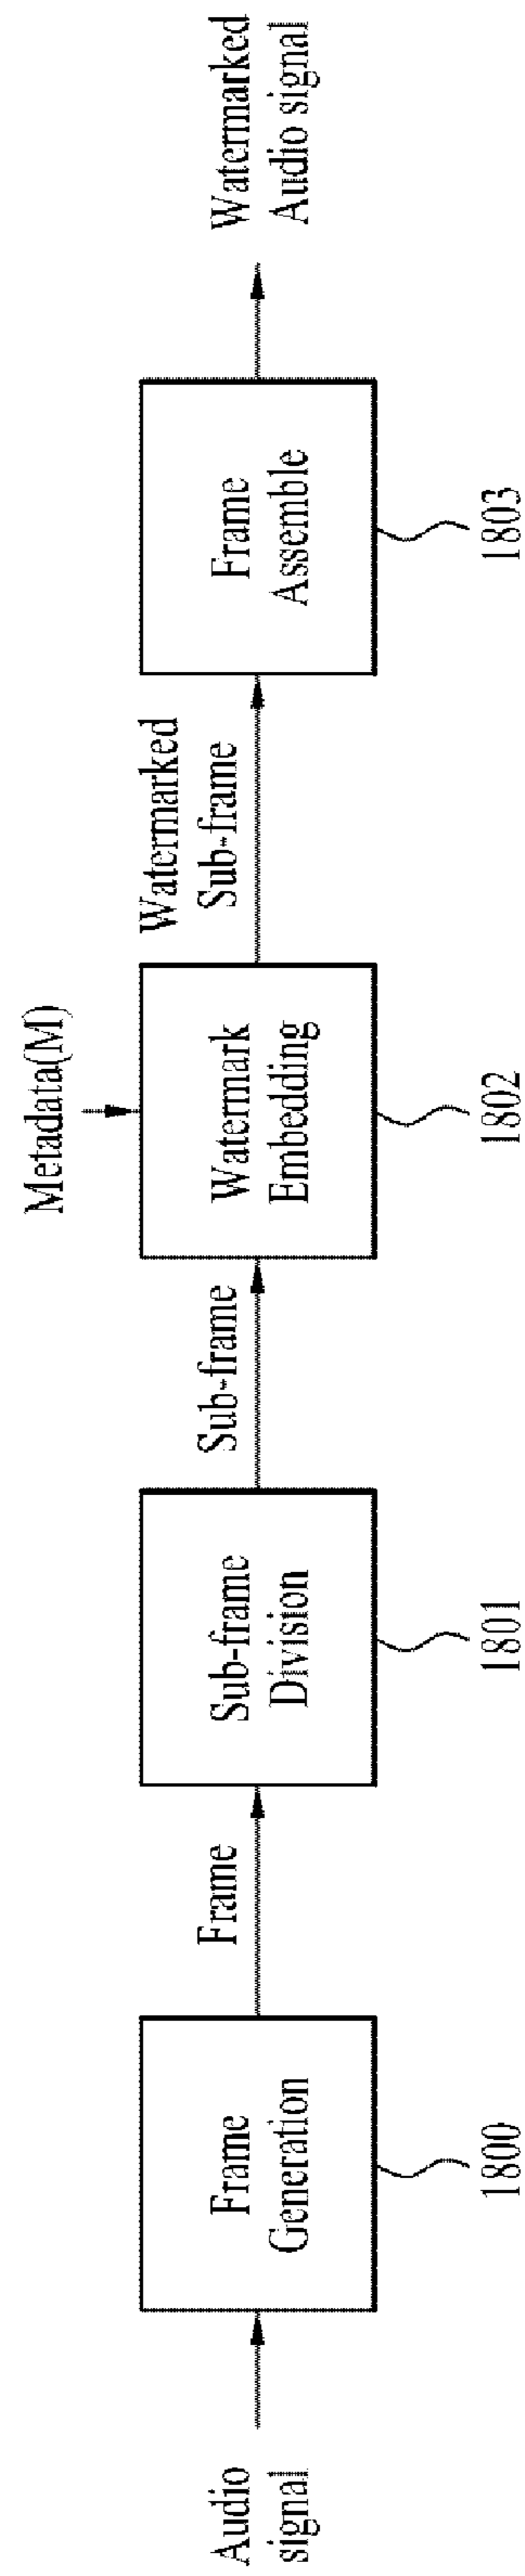 Audio
signal
Frame
Generation
1800
Frame
Sub-frame
Division
1801
Sub-frame
Metadata(M)
Watermark
Embedding
1802
Watermarked
Sub-frame
Frame
Assemble
1803
Watermarked
Audio signal